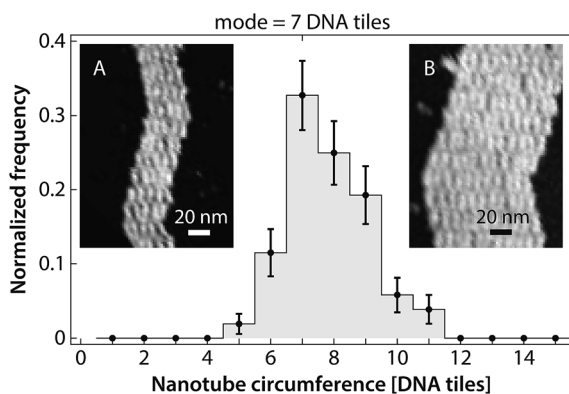 mode = 7 DNA tiles
0.4
0.3
0.2
0.1
0
Normalized frequency
A
20 nm
B
20 nm
0 2 4 6 8 10 12 14
Nanotube circumference [DNA tiles]